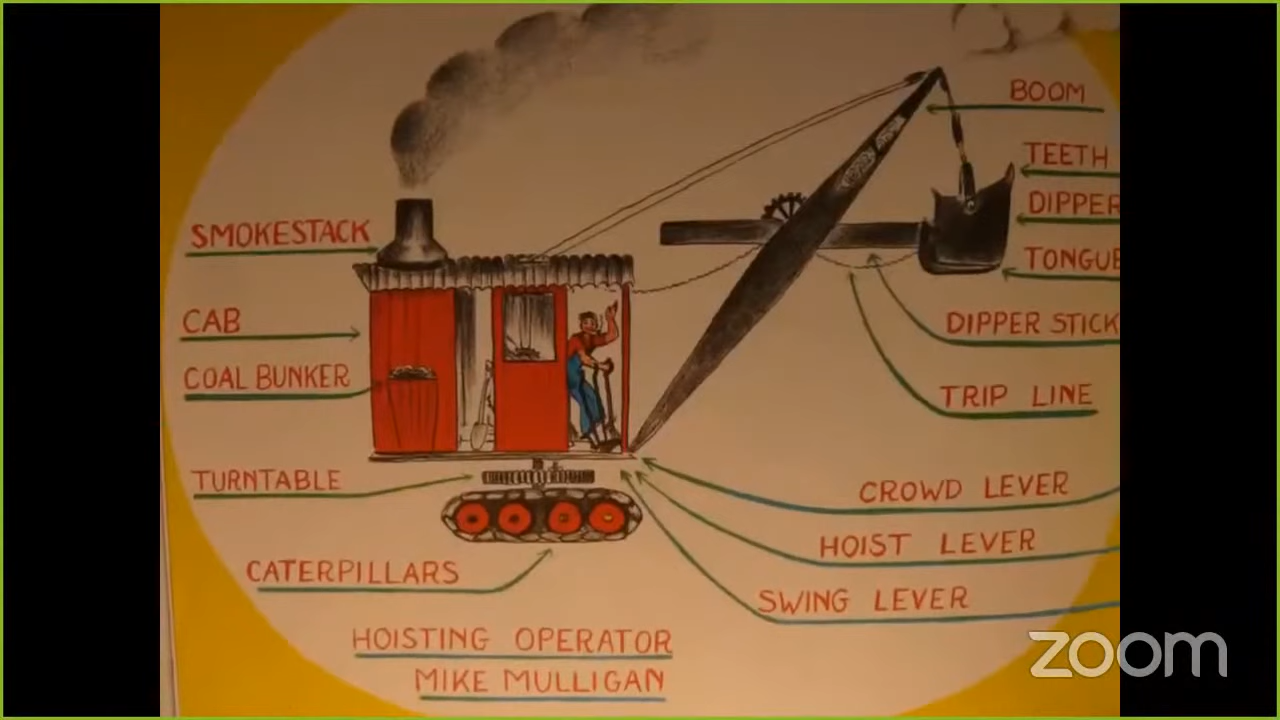 BOOM
TEETH
DIPPER
TONGUE
DIPPER STICK
TRIP LINE
SMOKESTACK
CAB
COAL BUNKER
TURNTABLE
CATERPILLARS
CROWD LEVER
HOIST LEVER
SWING LEVER
HOISTING OPERATOR
MIKE MULLIGAN
zoom